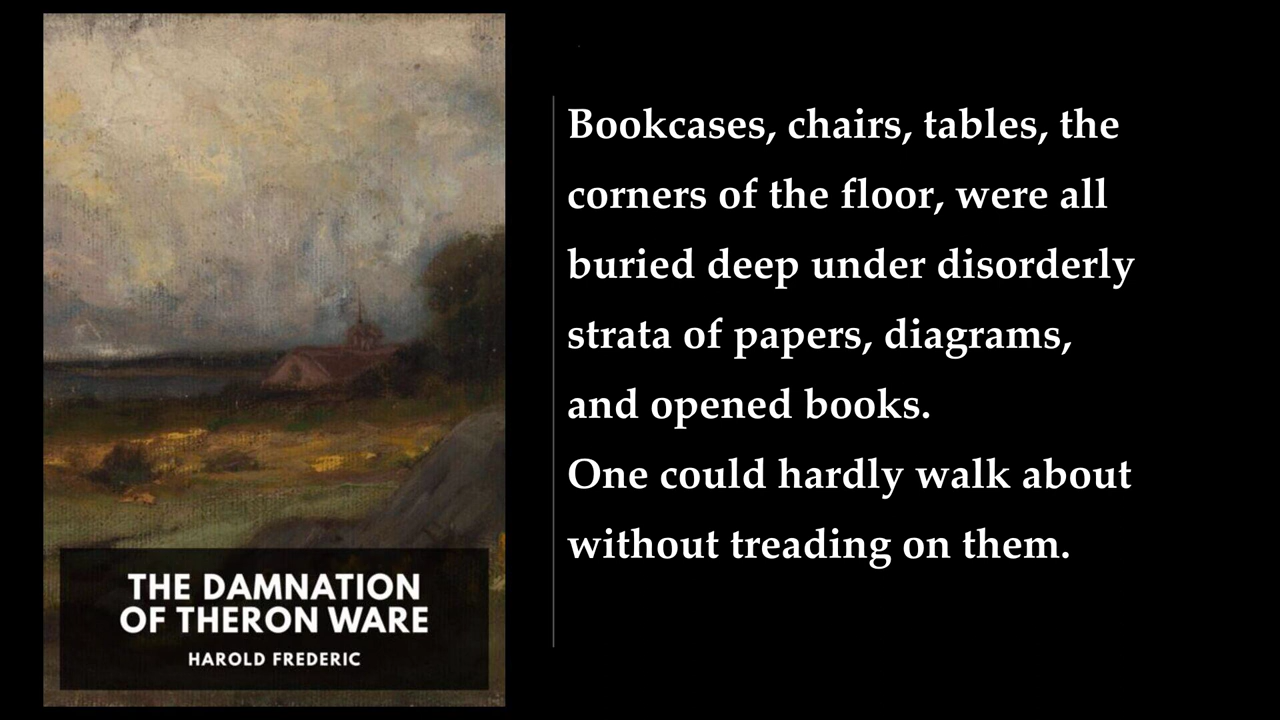 THE DAMNATION
OF THERON WARE
HAROLD FREDERIC
Bookcases, chairs, tables, the
corners of the floor, were all
buried deep under disorderly
strata of papers, diagrams,
and opened books.
One could hardly walk about
without treading on them.